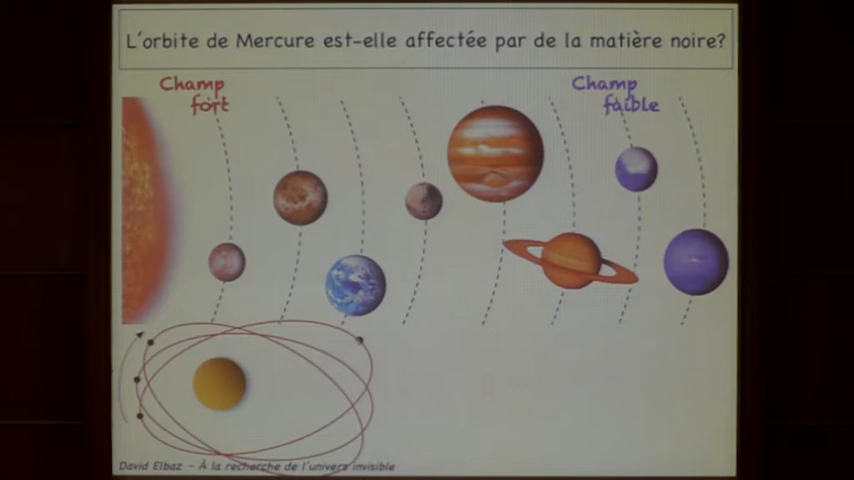 L'orbite de Mercure est-elle affectée par de la matière noire?
Champ
fort
Champ
faible
David Elbaz - À la recherche de l'univers invisible